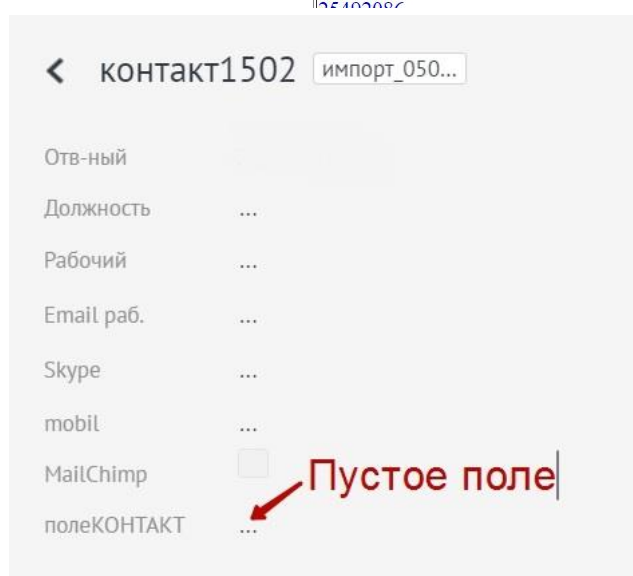 контакт1502 импорт_050...
Отв-ный
Должность ...
Рабочий ...
Email раб. ...
Skype ...
mobil ...
MailChimp
Пустое поле
полеКОНТАКТ ...